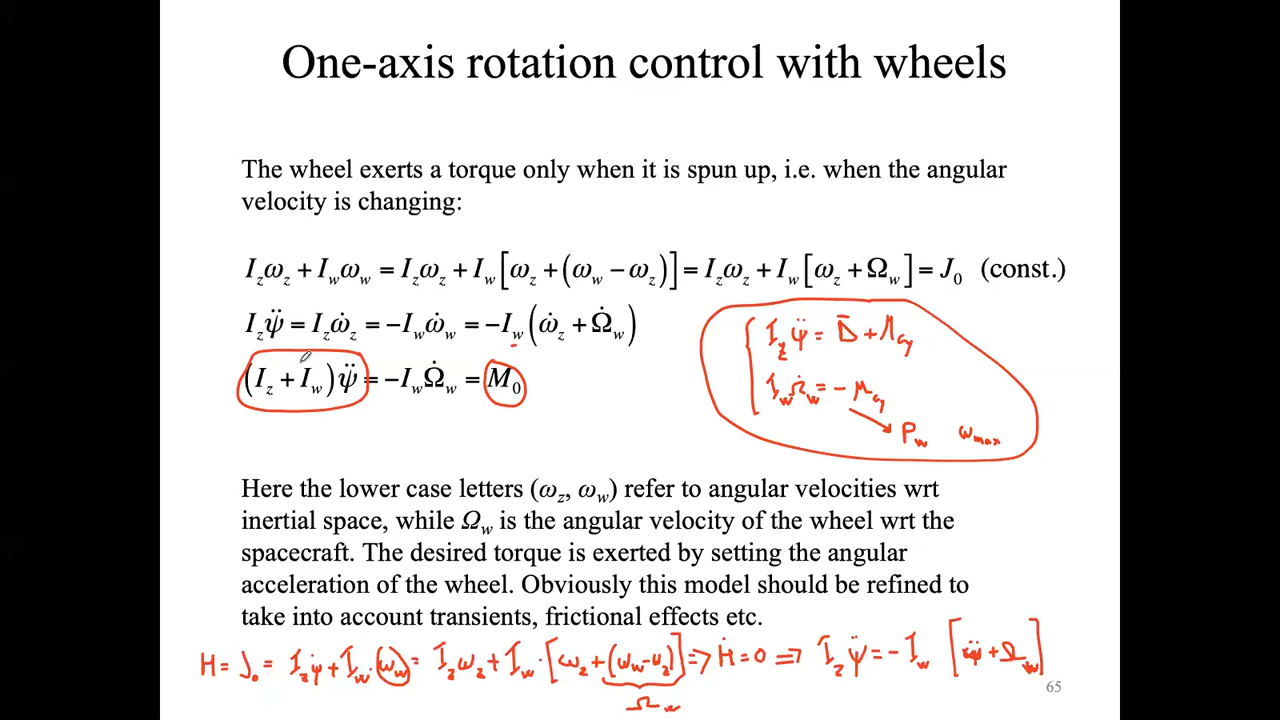 One-axis rotation control with wheels
The wheel exerts a torque only when it is spun up, i.e. when the angular
velocity is changing:
I_z ω_z + I_w ω_w = I_z ω_z + I_w [ω_z + (ω_w − ω_z)] = I_z ω_z + I_w [ω_z + Ω_w] = J_0 (const.)
I_z ψ̈ = I_z ω̇_z = −I_w ω̇_w = −I_w (ω̇_z + Ω̇_w)
(I_z + I_w) ψ̈ = −I_w Ω̇_w = M_0
I_z ψ̈ =
I_w Ω̇_w = −
P_w ω_max
Here the lower case letters (ω_z, ω_w) refer to angular velocities wrt
inertial space, while Ω_w is the angular velocity of the wheel wrt the
spacecraft. The desired torque is exerted by setting the angular
acceleration of the wheel. Obviously this model should be refined to
take into account transients, frictional effects etc.
H = J_0 = I_z ψ̇ + I_w · (ω_w) = I_z ω_z + I_w · [ω_z + (ω_w − ω_z)] => Ḣ = 0 => I_z ψ̈ = − I_w [ψ̈ + Ω̇_w]
Ω_w
65